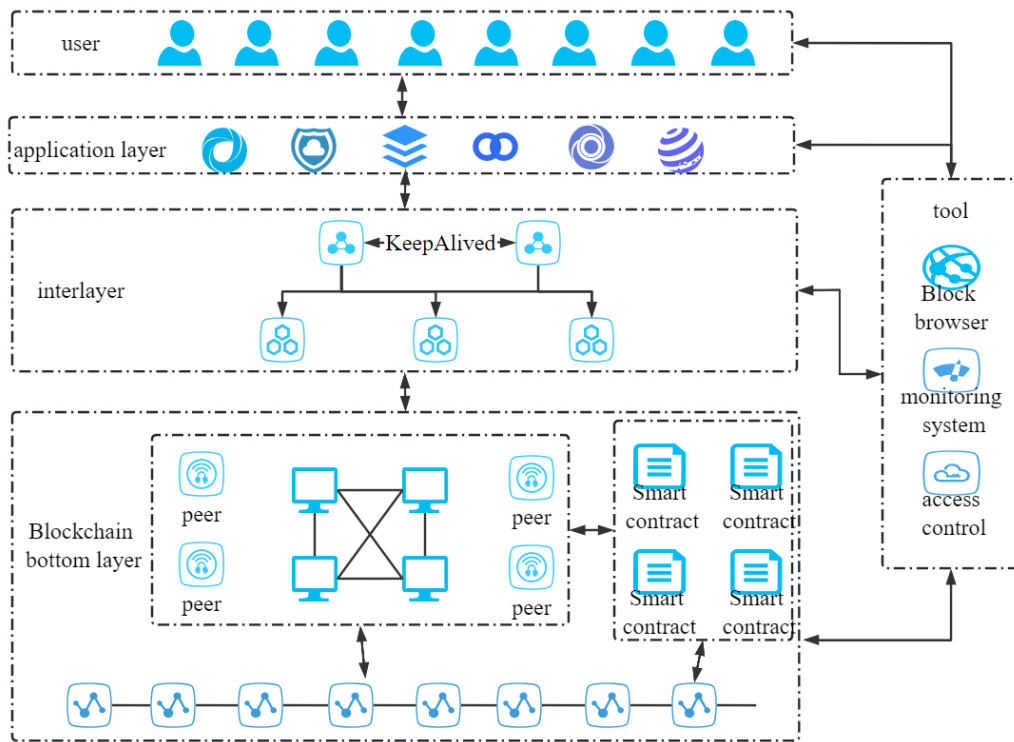 user
application layer
KeepAlived
interlayer
tool
Block
browser
monitoring
system
access
control
Blockchain
bottom layer
peer
peer
peer
peer
Smart
contract
Smart
contract
Smart
contract
Smart
contract